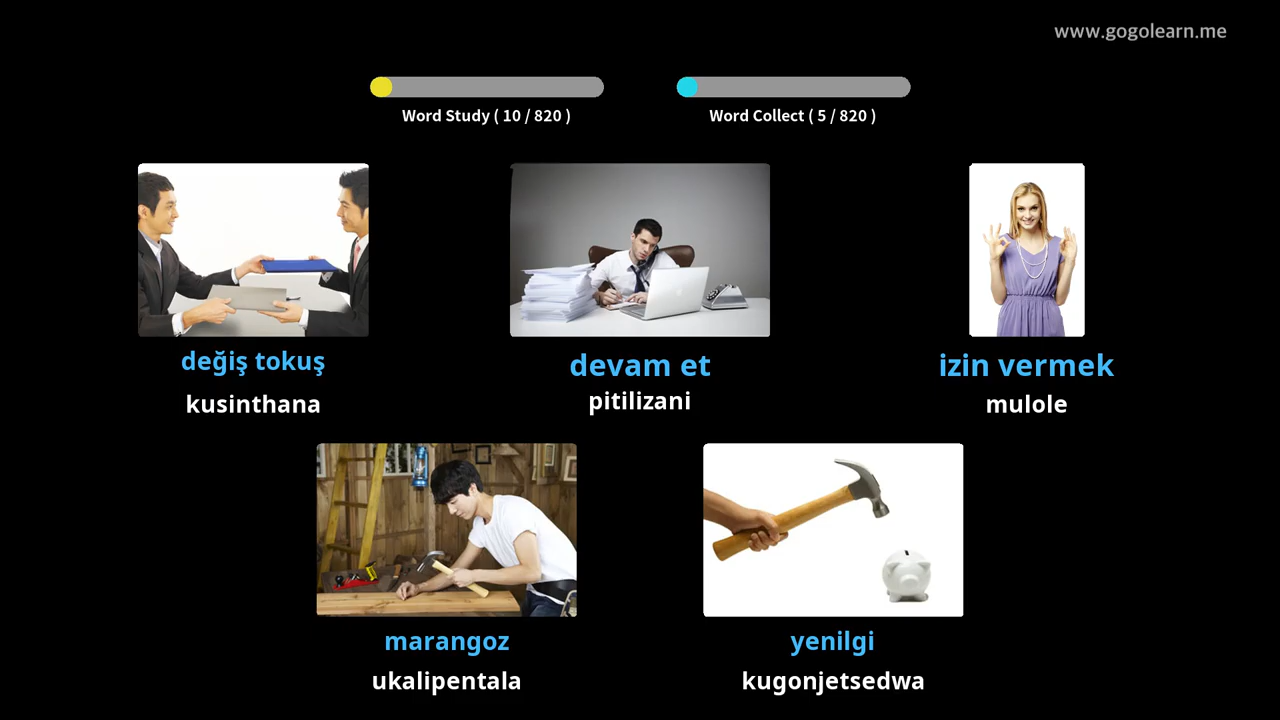 www.gogolearn.me
Word Study ( 10 / 820 )
Word Collect ( 5 / 820 )
değiş tokuş
kusinthana
devam et
pitilizani
izin vermek
mulole
marangoz
ukalipentala
yenilgi
kugonjetsedwa